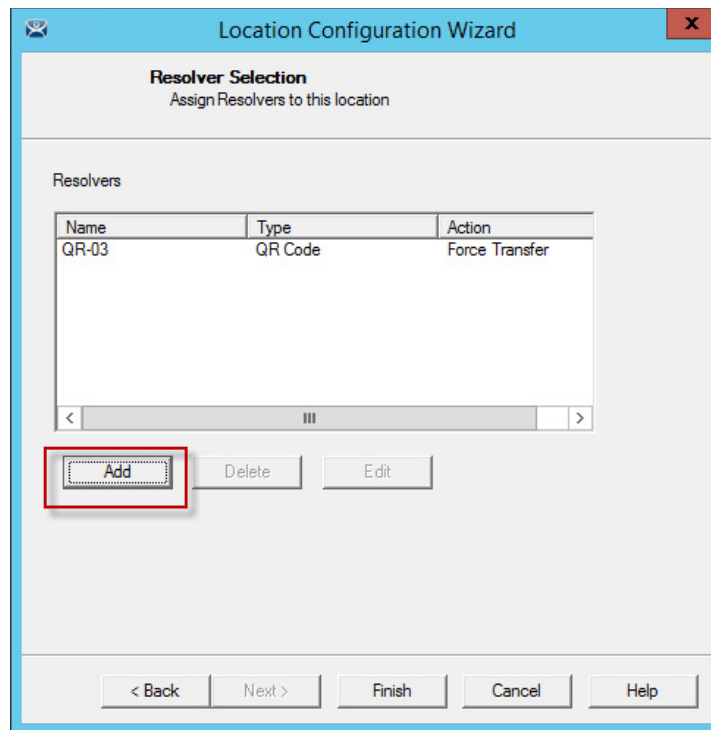 Location Configuration Wizard
x
Resolver Selection
Assign Resolvers to this location
Resolvers
Name Type Action
QR-03 QR Code Force Transfer
Add Delete Edit
< Back Next > Finish Cancel Help